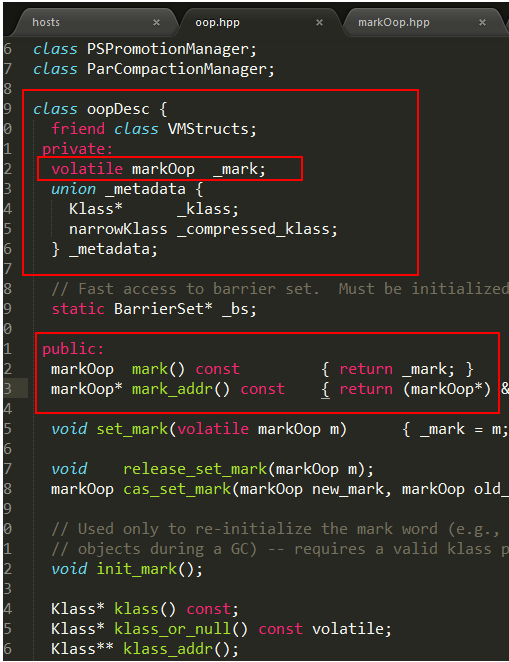 hosts × oop.hpp × markOop.hpp ×
6 class PSPromotionManager;
7 class ParCompactionManager;
8
9 class oopDesc {
0 friend class VMStructs;
1 private:
2 volatile markOop _mark;
3 union _metadata {
4 Klass* _klass;
5 narrowKlass _compressed_klass;
6 } _metadata;
7
8 // Fast access to barrier set. Must be initialized
9 static BarrierSet* _bs;
0
1 public:
2 markOop mark() const { return _mark; }
3 markOop* mark_addr() const { return (markOop*) &
4
5 void set_mark(volatile markOop m) { _mark = m;
6
7 void release_set_mark(markOop m);
8 markOop cas_set_mark(markOop new_mark, markOop old_
9
0 // Used only to re-initialize the mark word (e.g.,
1 // objects during a GC) -- requires a valid klass p
2 void init_mark();
3
4 Klass* klass() const;
5 Klass* klass_or_null() const volatile;
6 Klass** klass_addr();